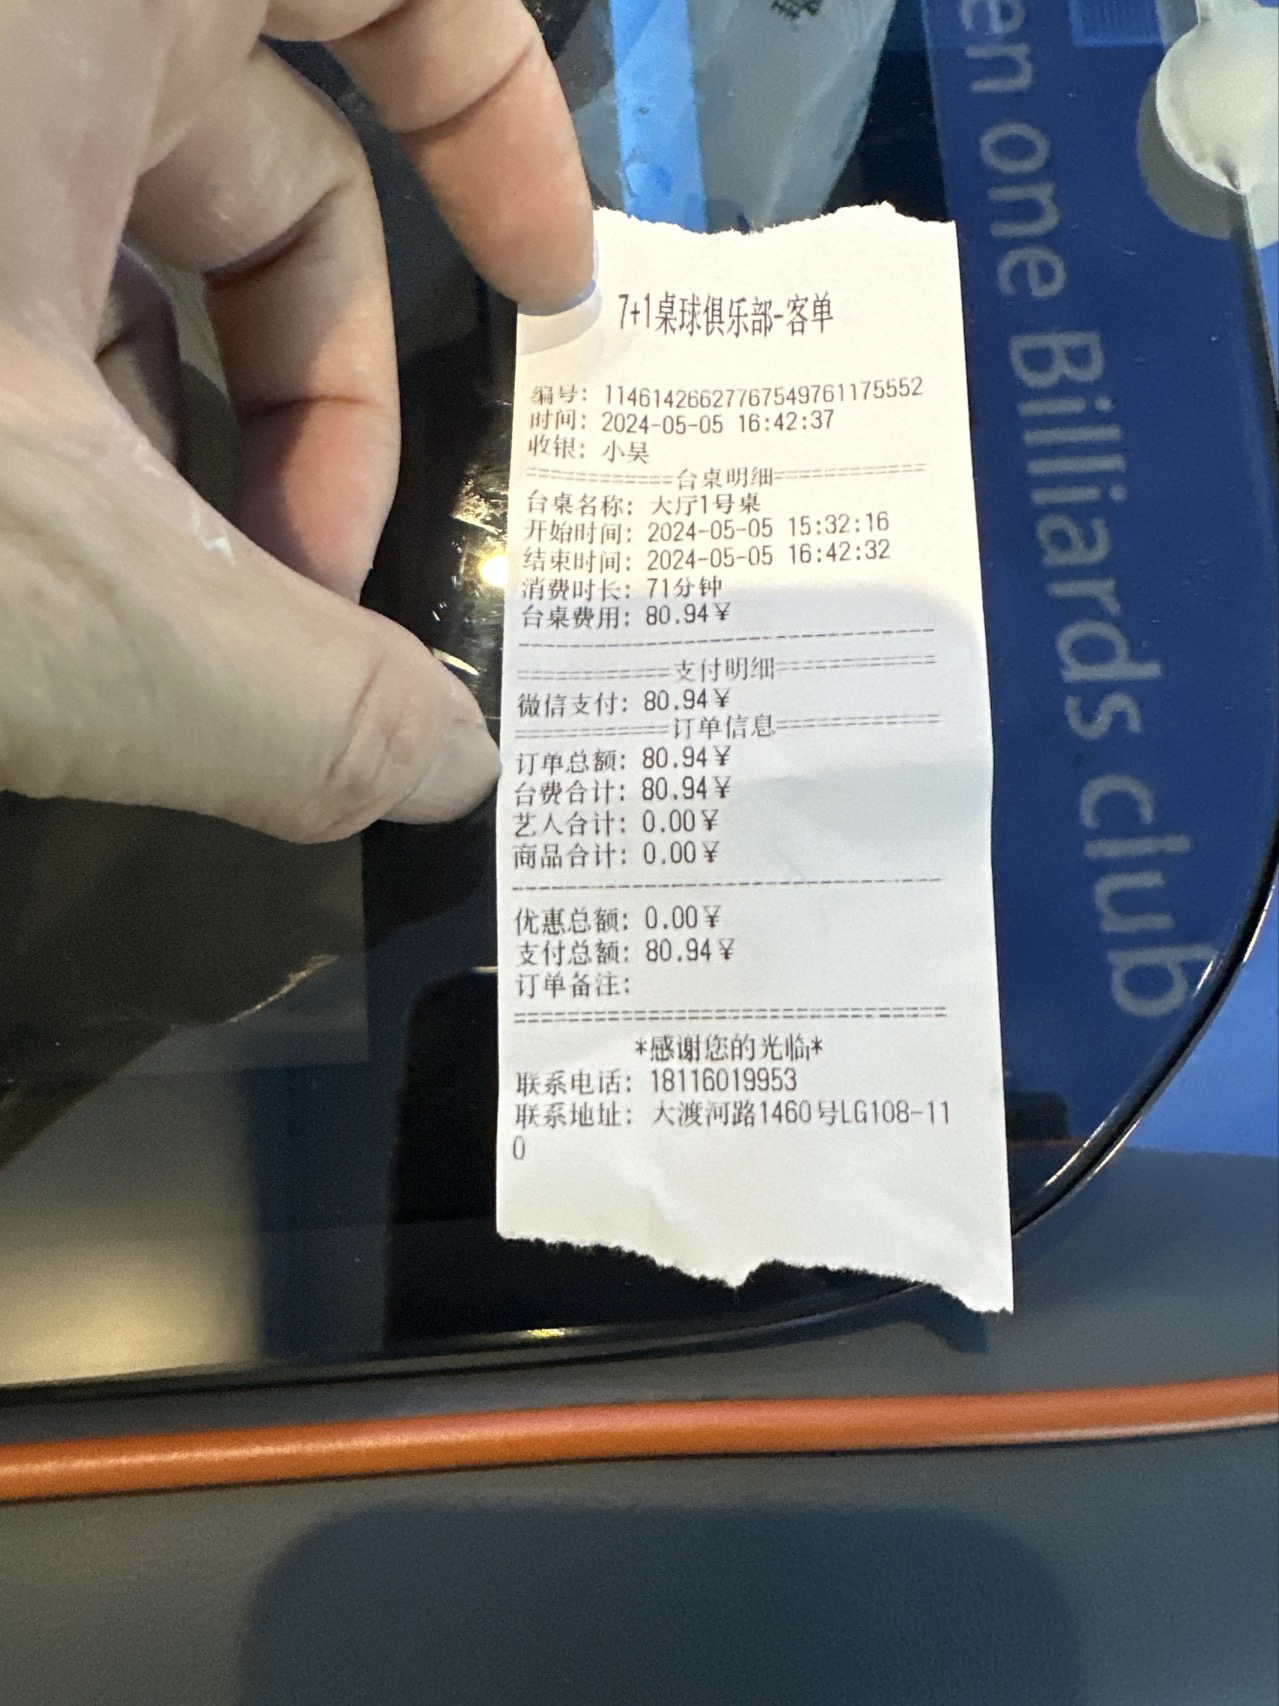 7+1桌球俱乐部-客单
编号: 11461426627767549761175552
时间: 2024-05-05 16:42:37
收银: 小吴
============台桌明细============
台桌名称: 大厅1号桌
开始时间: 2024-05-05 15:32:16
结束时间: 2024-05-05 16:42:32
消费时长: 71分钟
台桌费用: 80.94¥
--------------------------------
============支付明细============
微信支付: 80.94¥
============订单信息============
订单总额: 80.94¥
台费合计: 80.94¥
艺人合计: 0.00¥
商品合计: 0.00¥
--------------------------------
优惠总额: 0.00¥
支付总额: 80.94¥
订单备注:
================================
*感谢您的光临*
联系电话: 18116019953
联系地址: 大渡河路1460号LG108-11
0
en one Billiards club